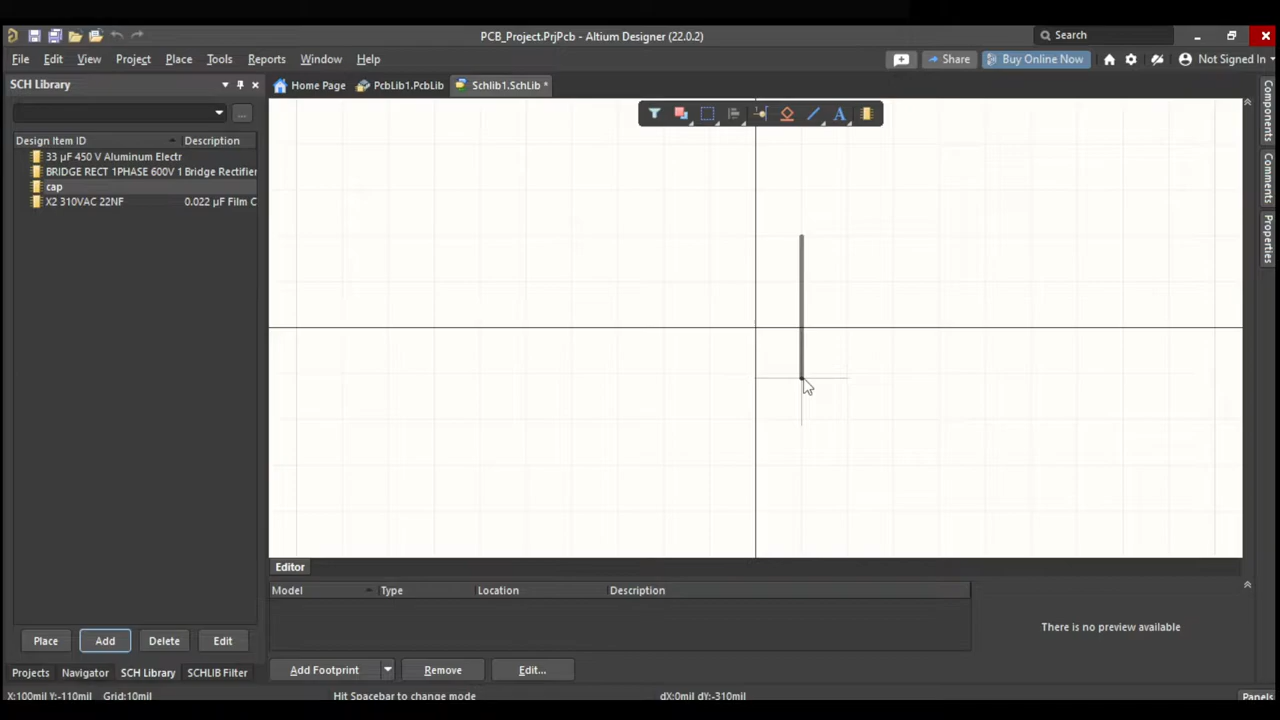 PCB_Project.PrjPcb - Altium Designer (22.0.2)
Search
File Edit View Project Place Tools Reports Window Help
Share
Buy Online Now
Not Signed In
SCH Library
Home Page
PcbLib1.PcbLib
Schlib1.SchLib *
...
Design Item ID
Description
33 µF 450 V Aluminum Electr
BRIDGE RECT 1PHASE 600V 1 Bridge Rectifier
cap
X2 310VAC 22NF 0.022 µF Film C
Components
Comments
Properties
Editor
Model Type Location Description
There is no preview available
Place Add Delete Edit
Add Footprint Remove Edit...
Projects Navigator SCH Library SCHLIB Filter
X:100mil Y:-110mil Grid:10mil Hit Spacebar to change mode dX:0mil dY:-310mil Panels